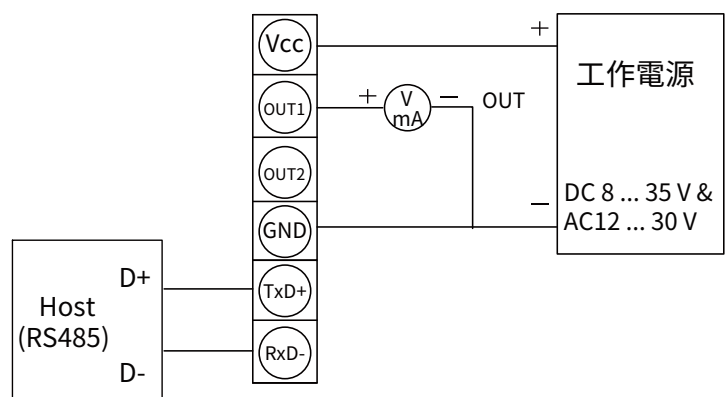 Vcc
+
+
工作電源
OUT1
+
V
mA
−
OUT
OUT2
−
DC 8 ... 35 V &
AC12 ... 30 V
GND
D+
TxD+
Host
(RS485)
RxD-
D-